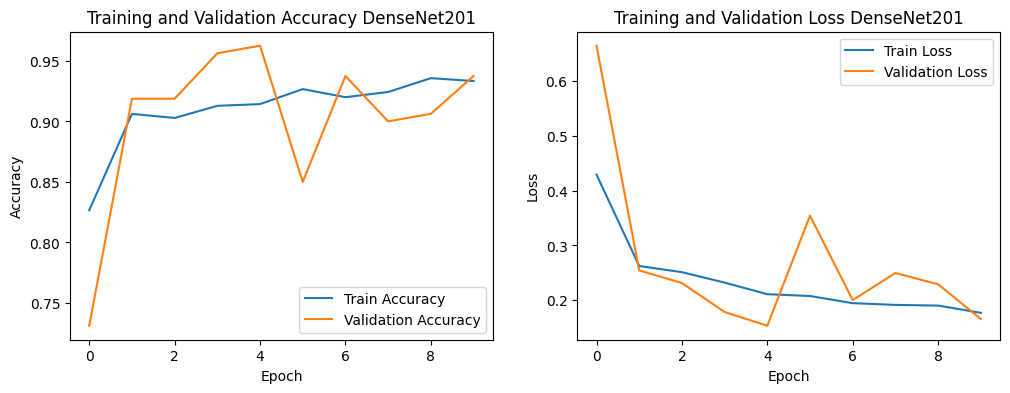 Training and Validation Accuracy DenseNet201
Accuracy
0.95
0.90
0.85
0.80
0.75
Train Accuracy
Validation Accuracy
0 2 4 6 8
Epoch
Training and Validation Loss DenseNet201
Loss
0.6
0.5
0.4
0.3
0.2
Train Loss
Validation Loss
0 2 4 6 8
Epoch